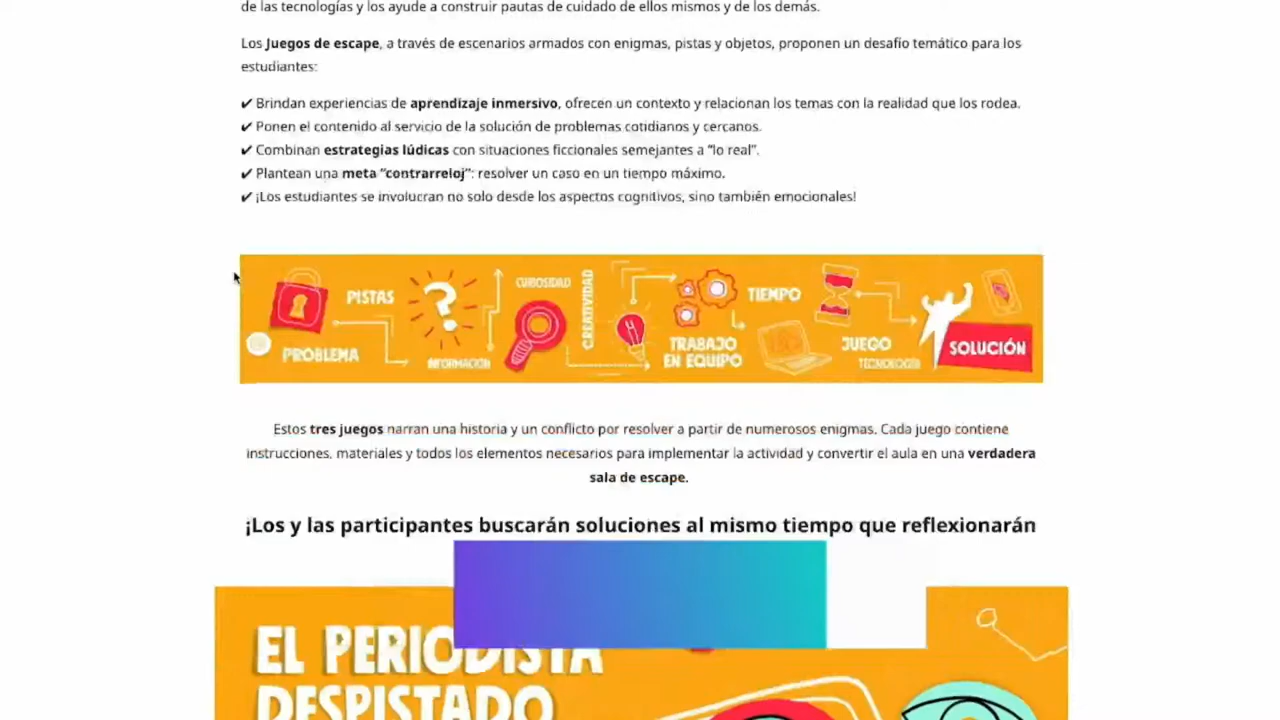 de las tecnologías y los ayude a construir pautas de cuidado de ellos mismos y de los demás.
Los Juegos de escape, a través de escenarios armados con enigmas, pistas y objetos, proponen un desafío temático para los
estudiantes:
✔ Brindan experiencias de aprendizaje inmersivo, ofrecen un contexto y relacionan los temas con la realidad que los rodea.
✔ Ponen el contenido al servicio de la solución de problemas cotidianos y cercanos.
✔ Combinan estrategias lúdicas con situaciones ficcionales semejantes a “lo real”.
✔ Plantean una meta “contrarreloj”: resolver un caso en un tiempo máximo.
✔ ¡Los estudiantes se involucran no solo desde los aspectos cognitivos, sino también emocionales!
PROBLEMA
PISTAS
INFORMACIÓN
CURIOSIDAD
CREATIVIDAD
TRABAJO
EN EQUIPO
TIEMPO
JUEGO
TECNOLOGÍA
SOLUCIÓN
Estos tres juegos narran una historia y un conflicto por resolver a partir de numerosos enigmas. Cada juego contiene
instrucciones, materiales y todos los elementos necesarios para implementar la actividad y convertir el aula en una verdadera
sala de escape.
¡Los y las participantes buscarán soluciones al mismo tiempo que reflexionarán
EL PERIODISTA
DESPISTADO